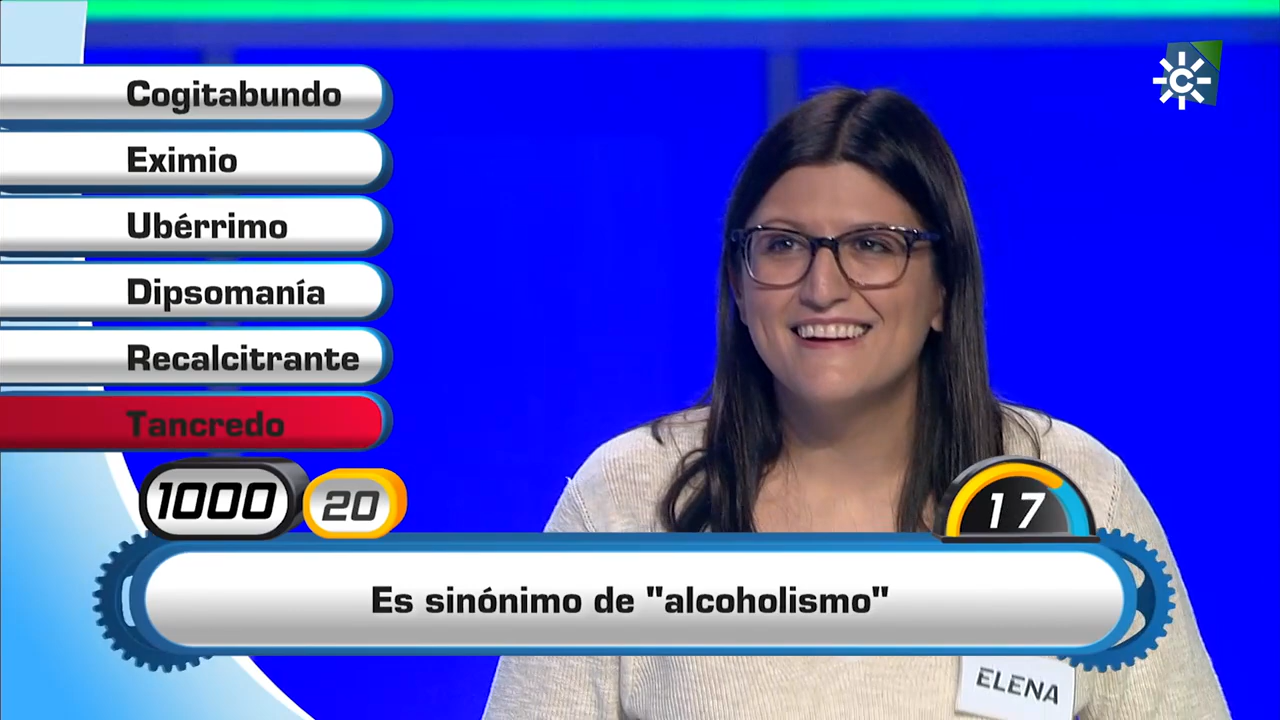 Cogitabundo
Eximio
Ubérrimo
Dipsomanía
Recalcitrante
Tancredo
1000
20
17
Es sinónimo de "alcoholismo"
ELENA
C